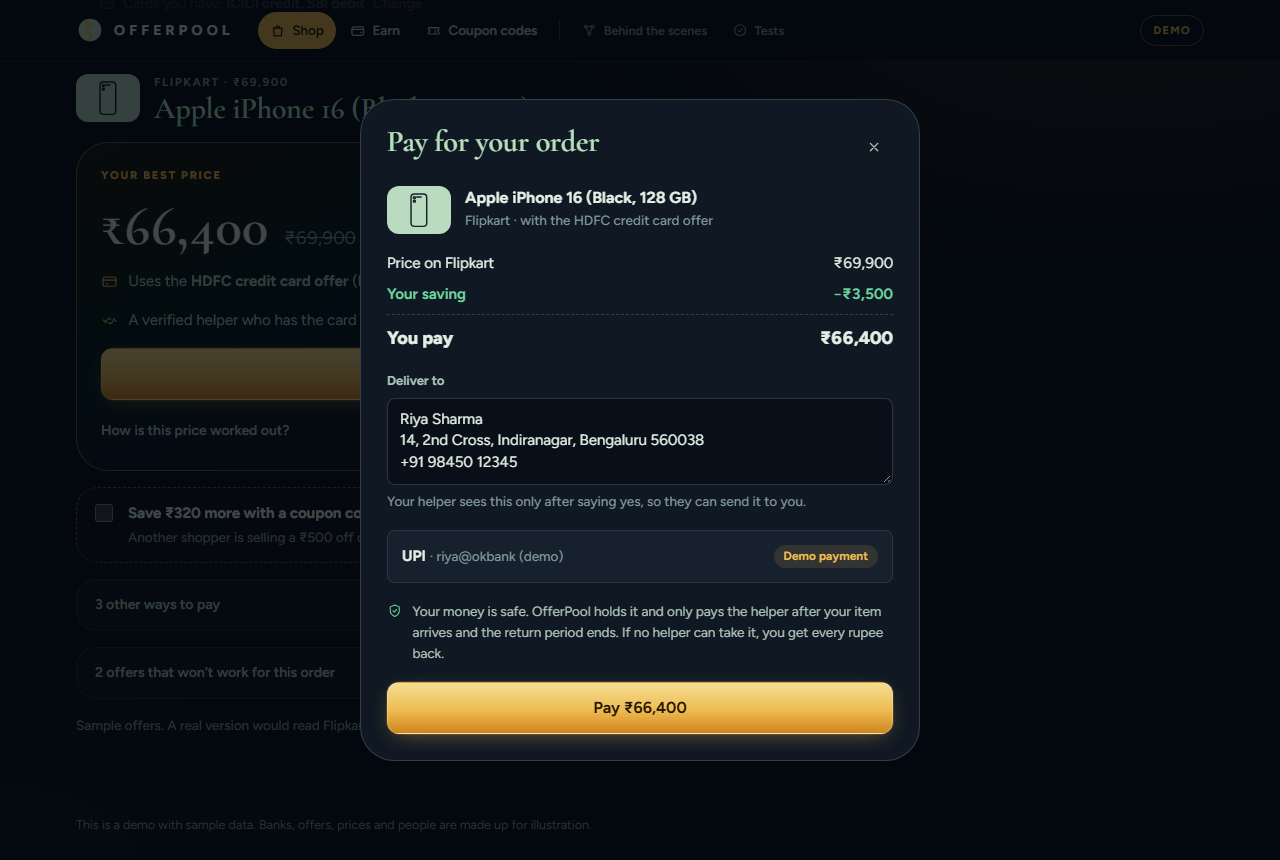 Cards you have: ICICI credit, SBI debit Change
OFFERPOOL
Shop
Earn
Coupon codes
Behind the scenes
Tests
DEMO
FLIPKART · ₹69,900
Apple iPhone 16
YOUR BEST PRICE
₹66,400 ₹69,900
Uses the HDFC credit card offer
A verified helper who has the card
How is this price worked out?
Save ₹320 more with a coupon
Another shopper is selling a ₹500 off
3 other ways to pay
2 offers that won't work for this order
Sample offers. A real version would read
Pay for your order
×
Apple iPhone 16 (Black, 128 GB)
Flipkart · with the HDFC credit card offer
Price on Flipkart ₹69,900
Your saving −₹3,500
You pay ₹66,400
Deliver to
Riya Sharma
14, 2nd Cross, Indiranagar, Bengaluru 560038
+91 98450 12345
Your helper sees this only after saying yes, so they can send it to you.
UPI · riya@okbank (demo) Demo payment
Your money is safe. OfferPool holds it and only pays the helper after your item
arrives and the return period ends. If no helper can take it, you get every rupee
back.
Pay ₹66,400
This is a demo with sample data. Banks, offers, prices and people are made up for illustration.